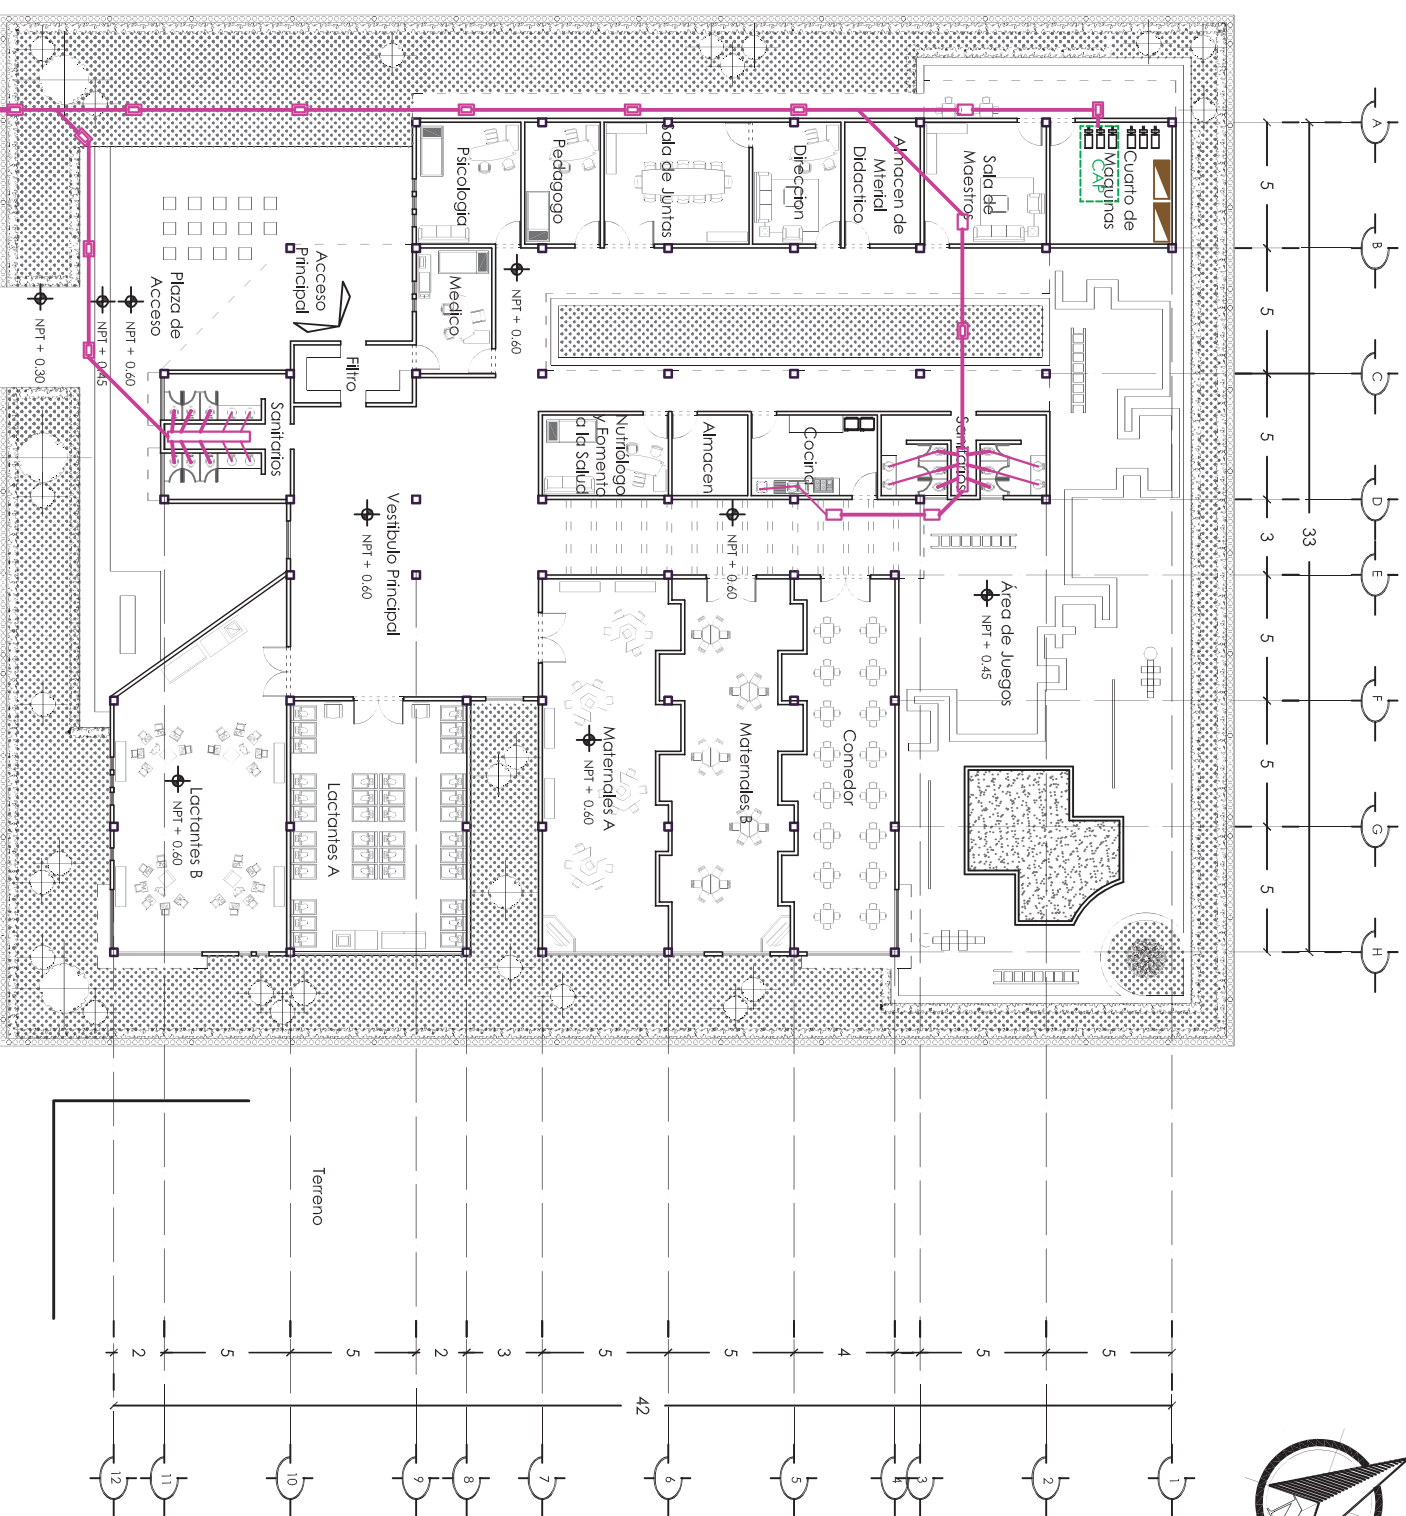 A
B
C
D
E
F
G
H
5
5
5
3
5
5
5
33
Cuarto de
Maquinas
CAP
Sala de
Maestros
Almacen de
Mterial
Didactico
Direccion
Sala de Juntas
Pedagogo
Psicologia
Medico
NPT + 0.60
Acceso
Principal
Filtro
Plaza de
Acceso
NPT + 0.60
NPT + 0.45
NPT + 0.30
Sanitarios
Sanitarios
Cocina
Almacen
Nutriologo
y Fomento
a la Salud
Vestibulo Principal
NPT + 0.60
NPT + 0.60
Área de Juegos
NPT + 0.45
Comedor
Maternales B
Maternales A
NPT + 0.60
Lactantes A
Lactantes B
NPT + 0.60
Terreno
2
5
5
2
3
5
5
4
5
5
42
12
11
10
9
8
7
6
5
4
3
2
1